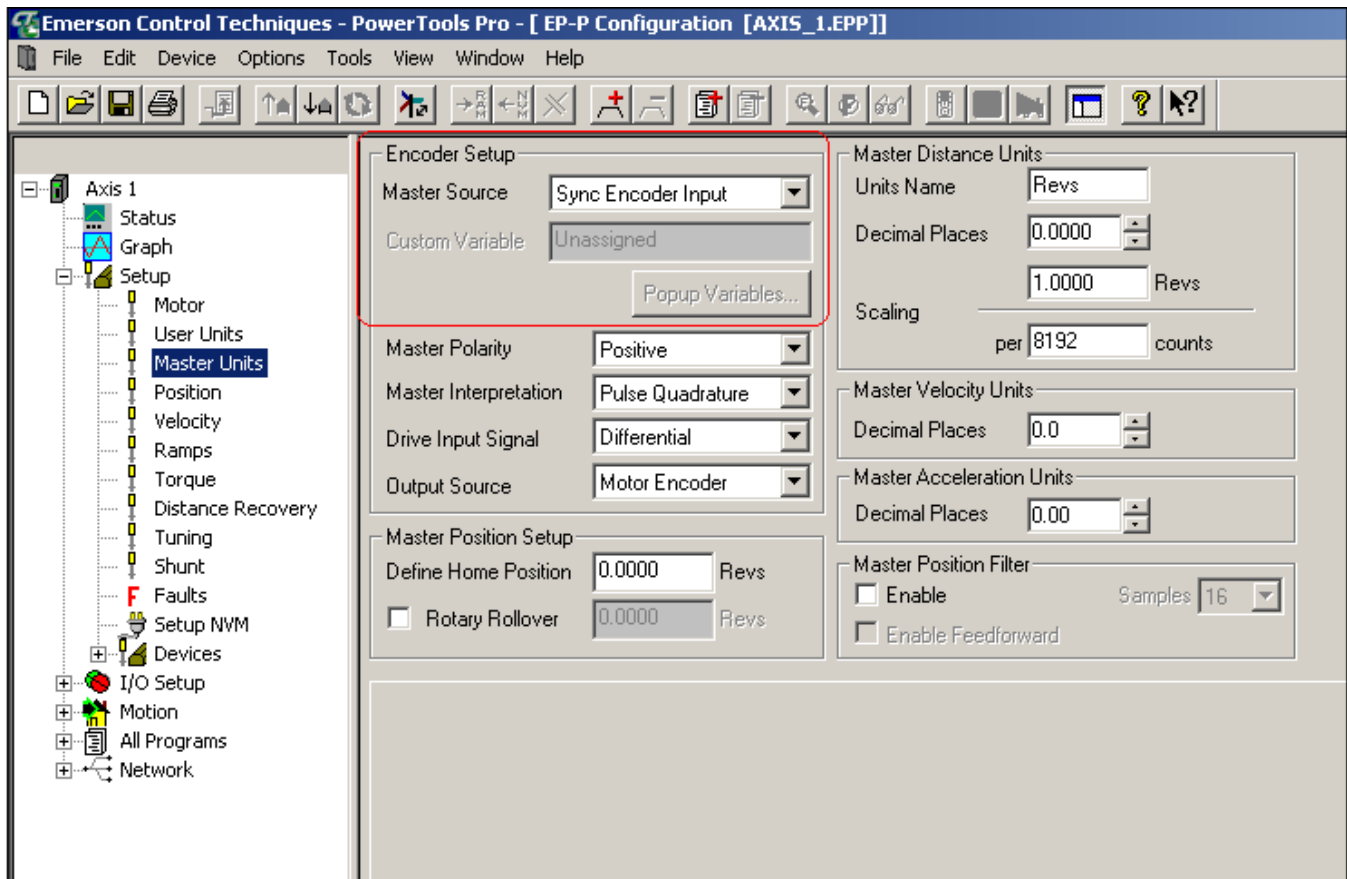 Emerson Control Techniques - PowerTools Pro - [ EP-P Configuration [AXIS_1.EPP]]
File Edit Device Options Tools View Window Help
Axis 1
Status
Graph
Setup
Motor
User Units
Master Units
Position
Velocity
Ramps
Torque
Distance Recovery
Tuning
Shunt
F Faults
Setup NVM
Devices
I/O Setup
Motion
All Programs
Network
Encoder Setup
Master Source Sync Encoder Input
Custom Variable Unassigned
Popup Variables...
Master Polarity Positive
Master Interpretation Pulse Quadrature
Drive Input Signal Differential
Output Source Motor Encoder
Master Position Setup
Define Home Position 0.0000 Revs
Rotary Rollover 0.0000 Revs
Master Distance Units
Units Name Revs
Decimal Places 0.0000
1.0000 Revs
Scaling
per 8192 counts
Master Velocity Units
Decimal Places 0.0
Master Acceleration Units
Decimal Places 0.00
Master Position Filter
Enable Samples 16
Enable Feedforward